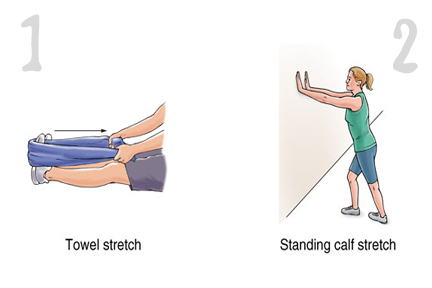 1
2
Towel stretch
Standing calf stretch